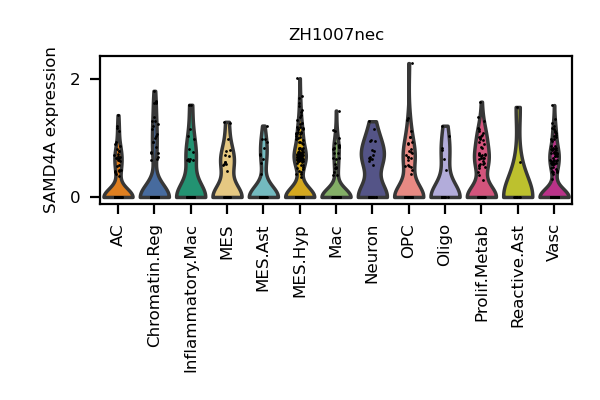 ZH1007nec
SAMD4A expression
2
0
AC
Chromatin.Reg
Inflammatory.Mac
MES
MES.Ast
MES.Hyp
Mac
Neuron
OPC
Oligo
Prolif.Metab
Reactive.Ast
Vasc